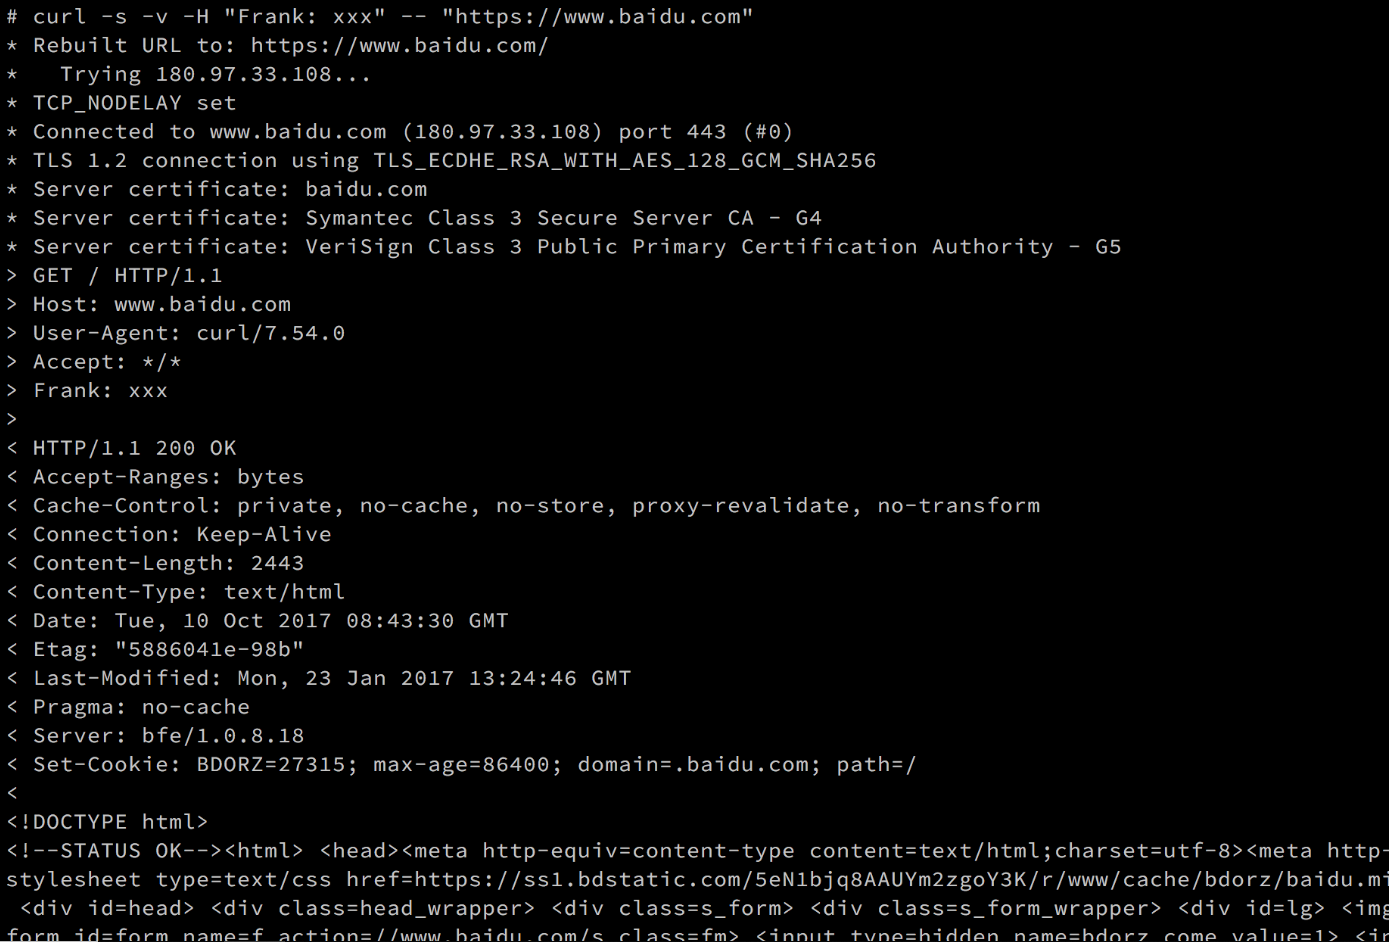 # curl -s -v -H "Frank: xxx" -- "https://www.baidu.com"
* Rebuilt URL to: https://www.baidu.com/
*   Trying 180.97.33.108...
* TCP_NODELAY set
* Connected to www.baidu.com (180.97.33.108) port 443 (#0)
* TLS 1.2 connection using TLS_ECDHE_RSA_WITH_AES_128_GCM_SHA256
* Server certificate: baidu.com
* Server certificate: Symantec Class 3 Secure Server CA - G4
* Server certificate: VeriSign Class 3 Public Primary Certification Authority - G5
> GET / HTTP/1.1
> Host: www.baidu.com
> User-Agent: curl/7.54.0
> Accept: */*
> Frank: xxx
>
< HTTP/1.1 200 OK
< Accept-Ranges: bytes
< Cache-Control: private, no-cache, no-store, proxy-revalidate, no-transform
< Connection: Keep-Alive
< Content-Length: 2443
< Content-Type: text/html
< Date: Tue, 10 Oct 2017 08:43:30 GMT
< Etag: "5886041e-98b"
< Last-Modified: Mon, 23 Jan 2017 13:24:46 GMT
< Pragma: no-cache
< Server: bfe/1.0.8.18
< Set-Cookie: BDORZ=27315; max-age=86400; domain=.baidu.com; path=/
<
<!DOCTYPE html>
<!--STATUS OK--><html> <head><meta http-equiv=content-type content=text/html;charset=utf-8><meta http-
stylesheet type=text/css href=https://ss1.bdstatic.com/5eN1bjq8AAUYm2zgoY3K/r/www/cache/bdorz/baidu.mi
 <div id=head> <div class=head_wrapper> <div class=s_form> <div class=s_form_wrapper> <div id=lg> <img
form id=form name=f action=//www.baidu.com/s class=fm> <input type=hidden name=bdorz_come value=1> <in